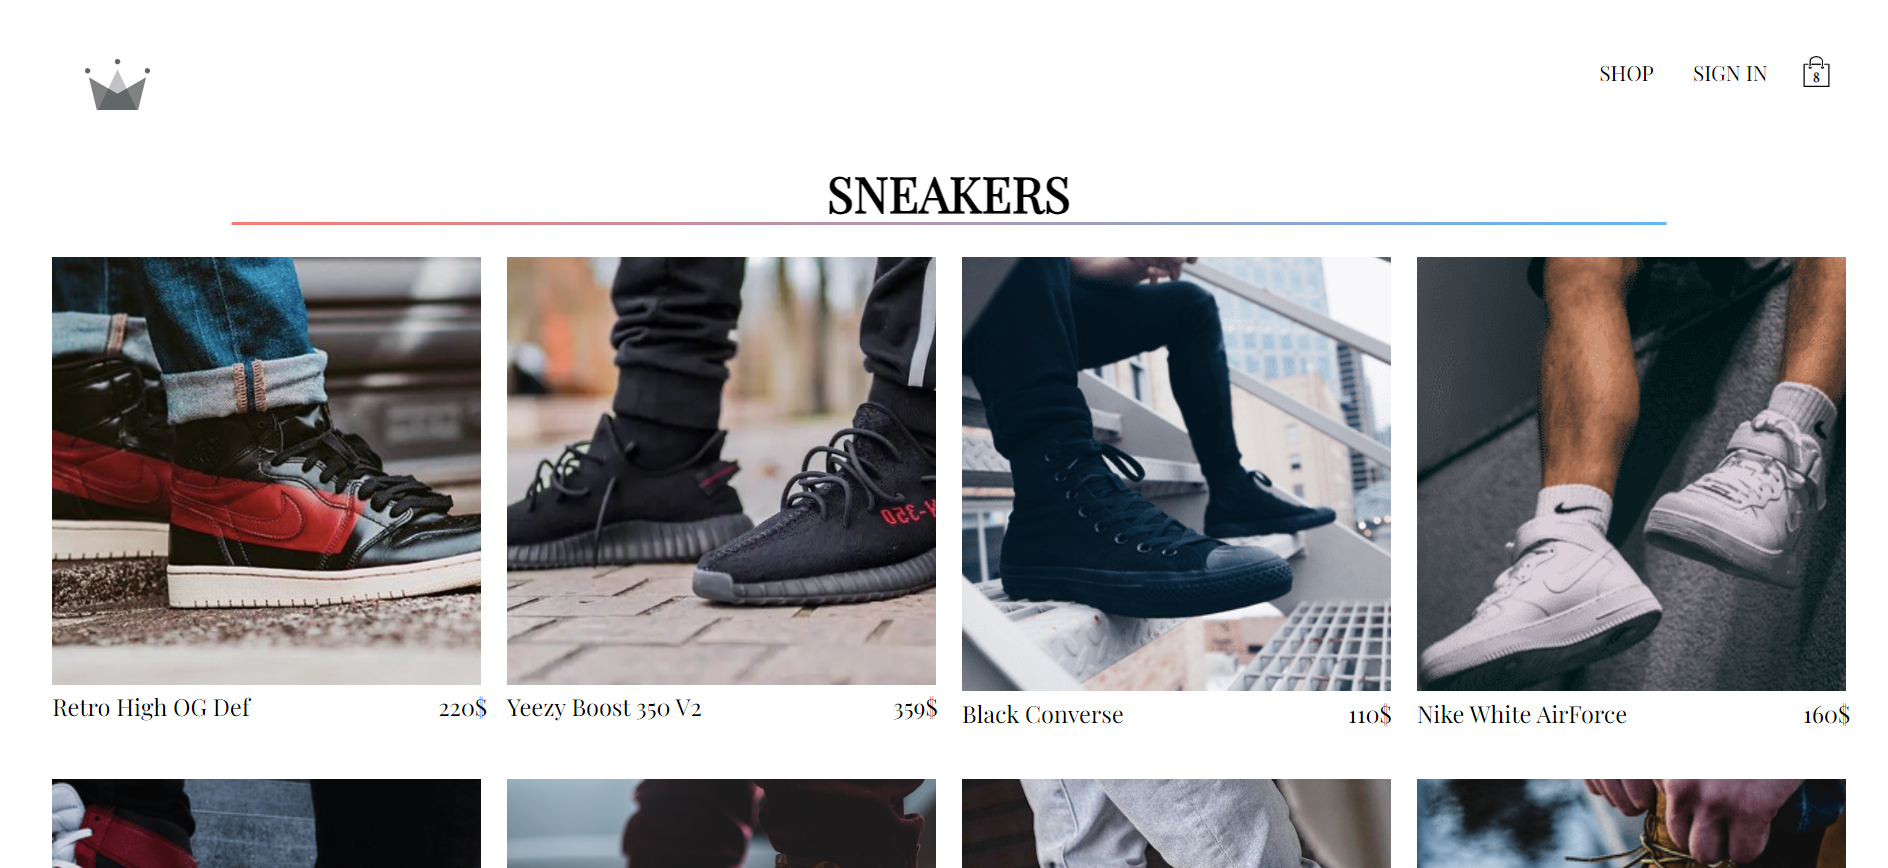 SHOP SIGN IN 8
SNEAKERS
Retro High OG Def 220$ Yeezy Boost 350 V2 359$ Black Converse 110$ Nike White AirForce 160$